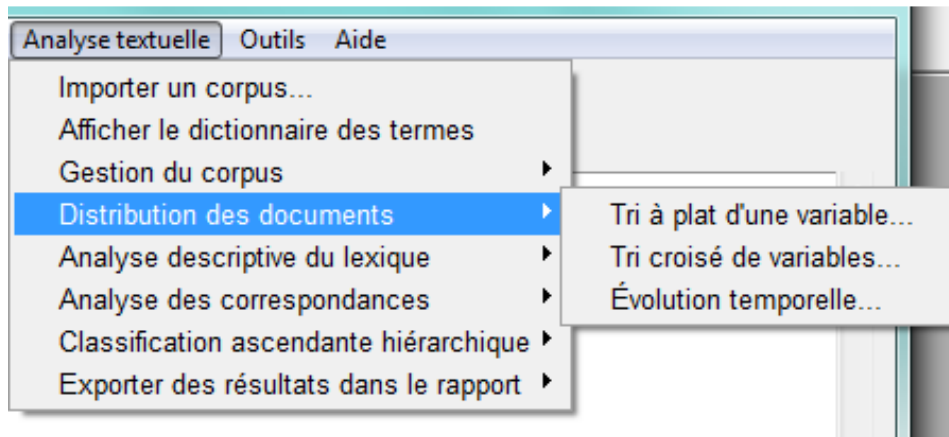 Analyse textuelle Outils Aide
Importer un corpus...
Afficher le dictionnaire des termes
Gestion du corpus
Distribution des documents
Analyse descriptive du lexique
Analyse des correspondances
Classification ascendante hiérarchique
Exporter des résultats dans le rapport
Tri à plat d'une variable...
Tri croisé de variables...
Évolution temporelle...